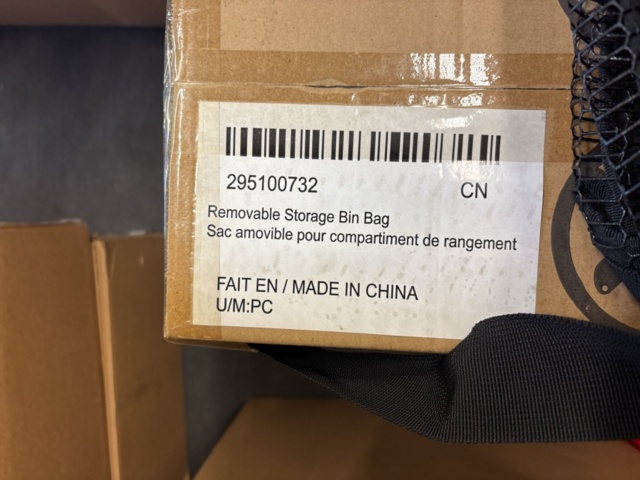 295100732 CN
Removable Storage Bin Bag
Sac amovible pour compartiment de rangement
FAIT EN / MADE IN CHINA
U/M:PC